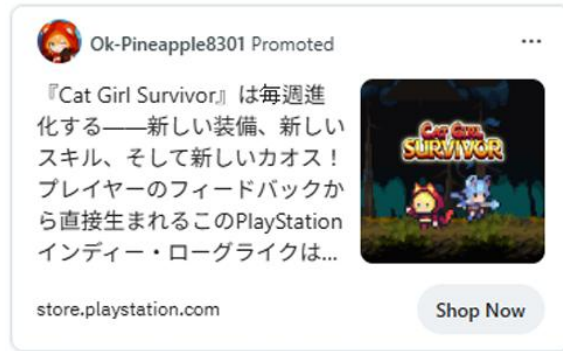 Ok-Pineapple8301 Promoted
...
『Cat Girl Survivor』は毎週進
化する——新しい装備、新しい
スキル、そして新しいカオス！
プレイヤーのフィードバックか
ら直接生まれるこのPlayStation
インディー・ローグライクは...
CAT GIRL
SURVIVOR
store.playstation.com
Shop Now